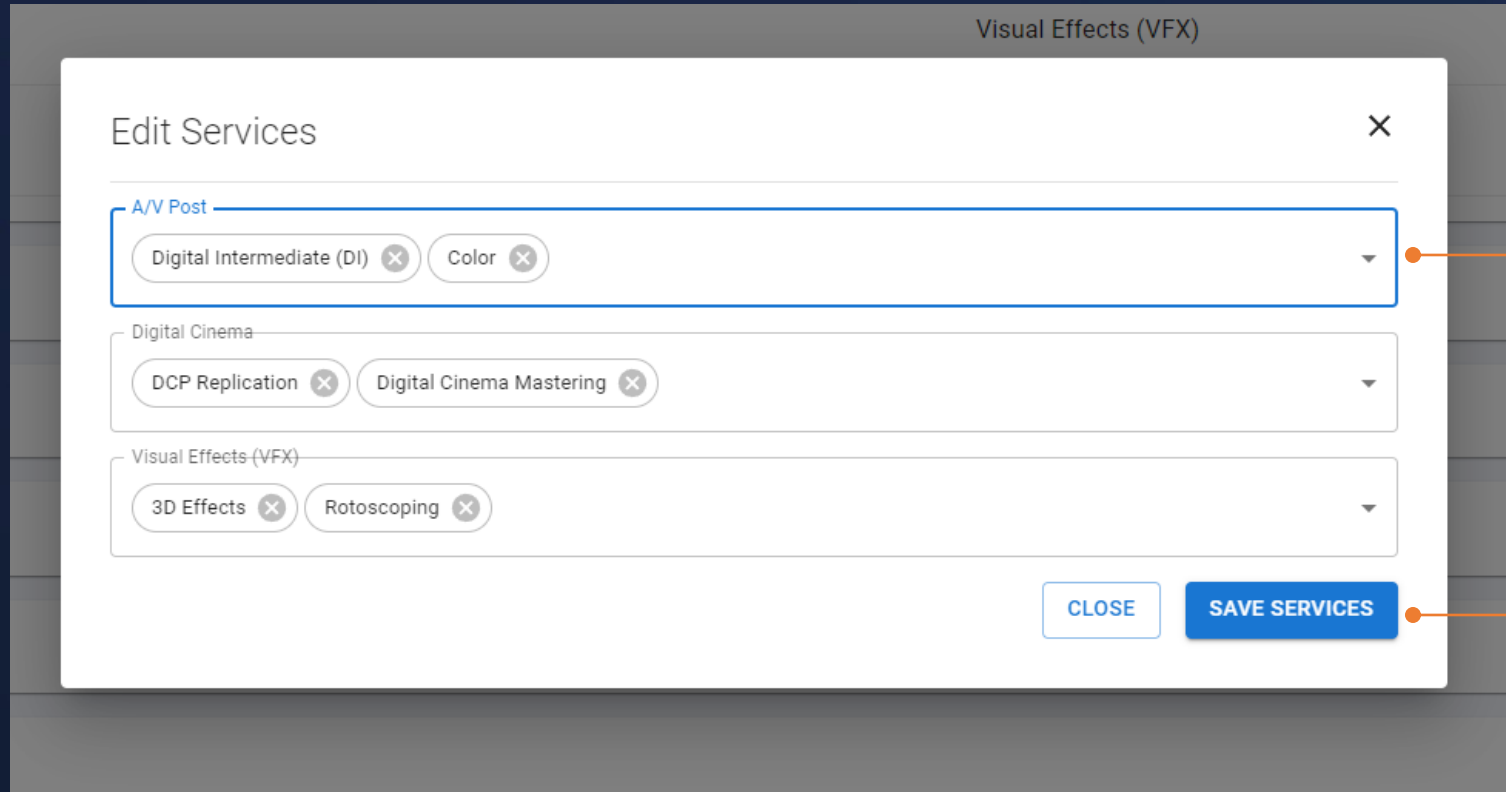 Visual Effects (VFX)
Edit Services
A/V Post
Digital Intermediate (DI) Color
Digital Cinema
DCP Replication Digital Cinema Mastering
Visual Effects (VFX)
3D Effects Rotoscoping
CLOSE SAVE SERVICES